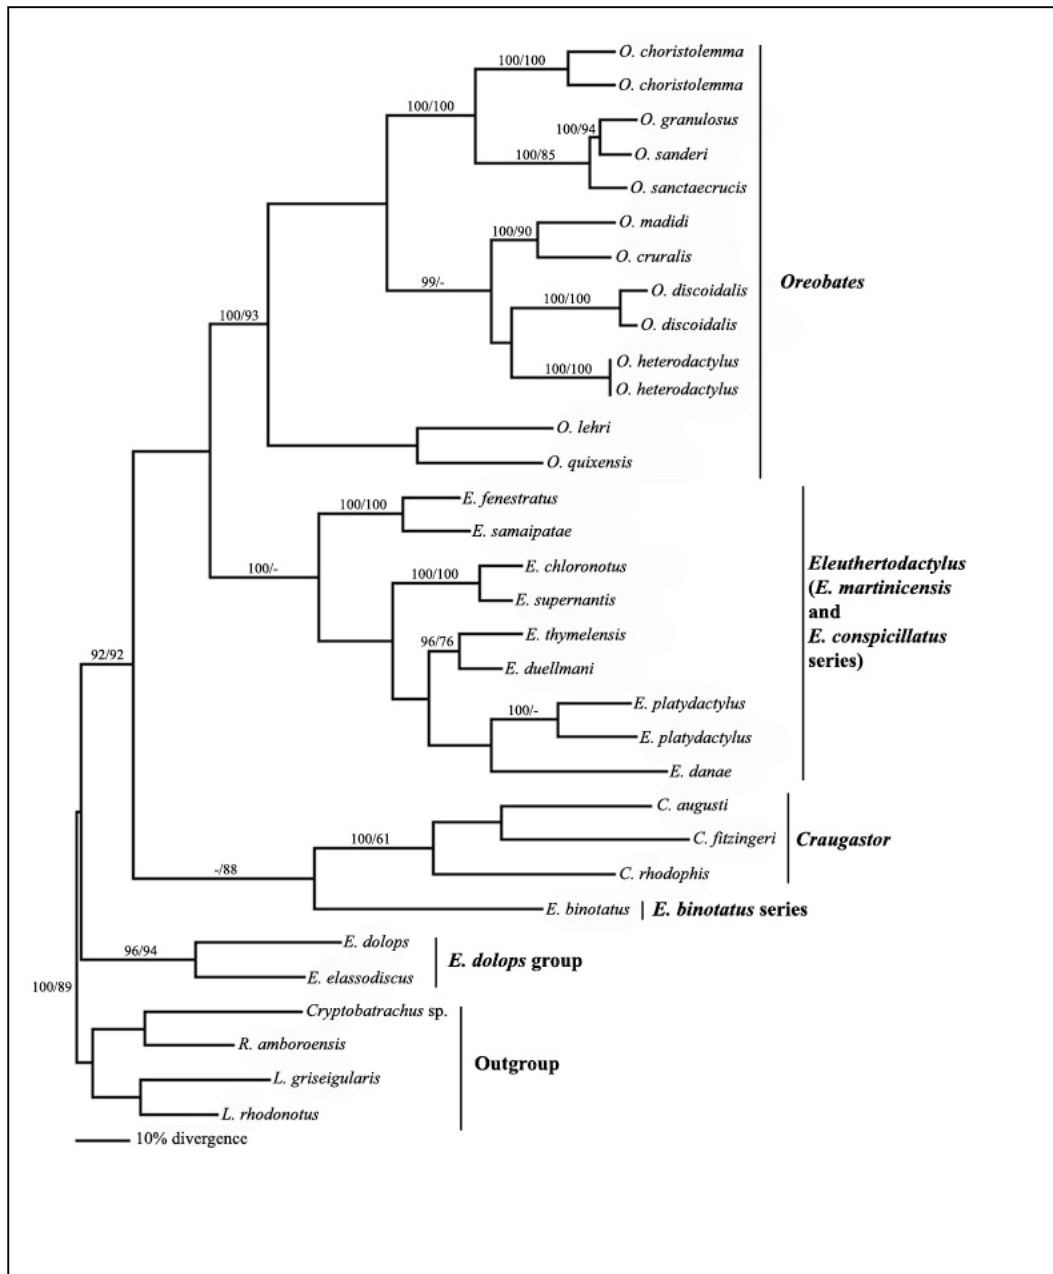 O. choristolemma
100/100
O. choristolemma
100/100
O. granulosus
100/94
O. sanderi
100/85
O. sanctaecrucis
O. madidi
100/90
O. cruralis
99/-
Oreobates
O. discoidalis
100/100
O. discoidalis
100/93
O. heterodactylus
100/100
O. heterodactylus
O. lehri
O. quixensis
E. fenestratus
100/100
E. samaipatae
E. chloronotus
100/-
100/100
E. supernantis
Eleuthertodactylus
(E. martinicensis
and
E. conspicillatus
series)
E. thymelensis
96/76
E. duellmani
92/92
E. platydactylus
100/-
E. platydactylus
E. danae
C. augusti
C. fitzingeri
Craugastor
100/61
C. rhodophis
-/88
E. binotatus
E. binotatus series
E. dolops
96/94
E. elassodiscus
E. dolops group
100/89
Cryptobatrachus sp.
R. amboroensis
Outgroup
L. griseigularis
L. rhodonotus
10% divergence